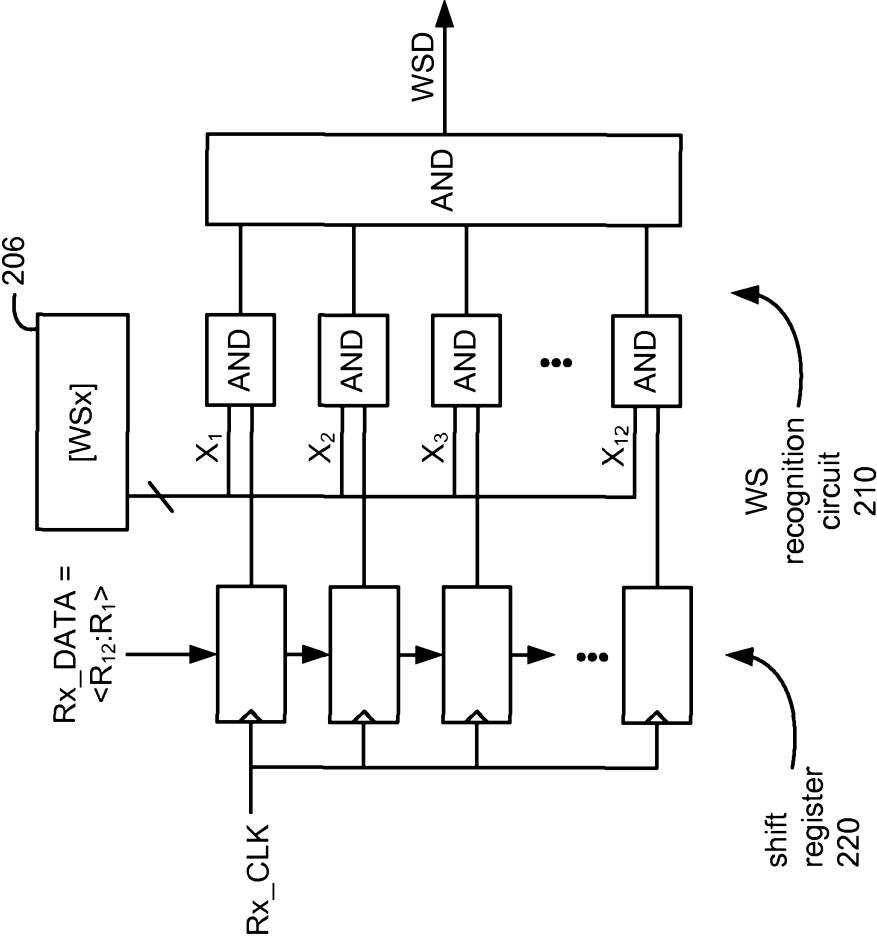 206
[WSx]
Rx_DATA =
<R12:R1>
X1
X2
X3
X12
AND
AND
AND
AND
AND
WSD
Rx_CLK
WS
recognition
circuit
210
shift
register
220